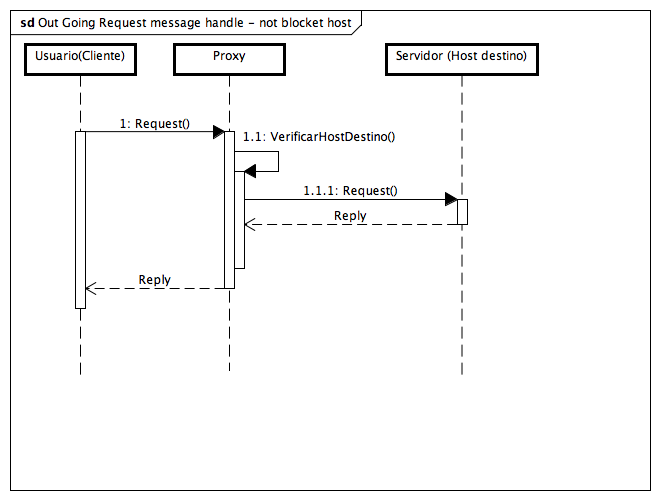 sd Out Going Request message handle - not blocket host
Usuario(Cliente)
Proxy
Servidor (Host destino)
1: Request()
1.1: VerificarHostDestino()
1.1.1: Request()
Reply
Reply